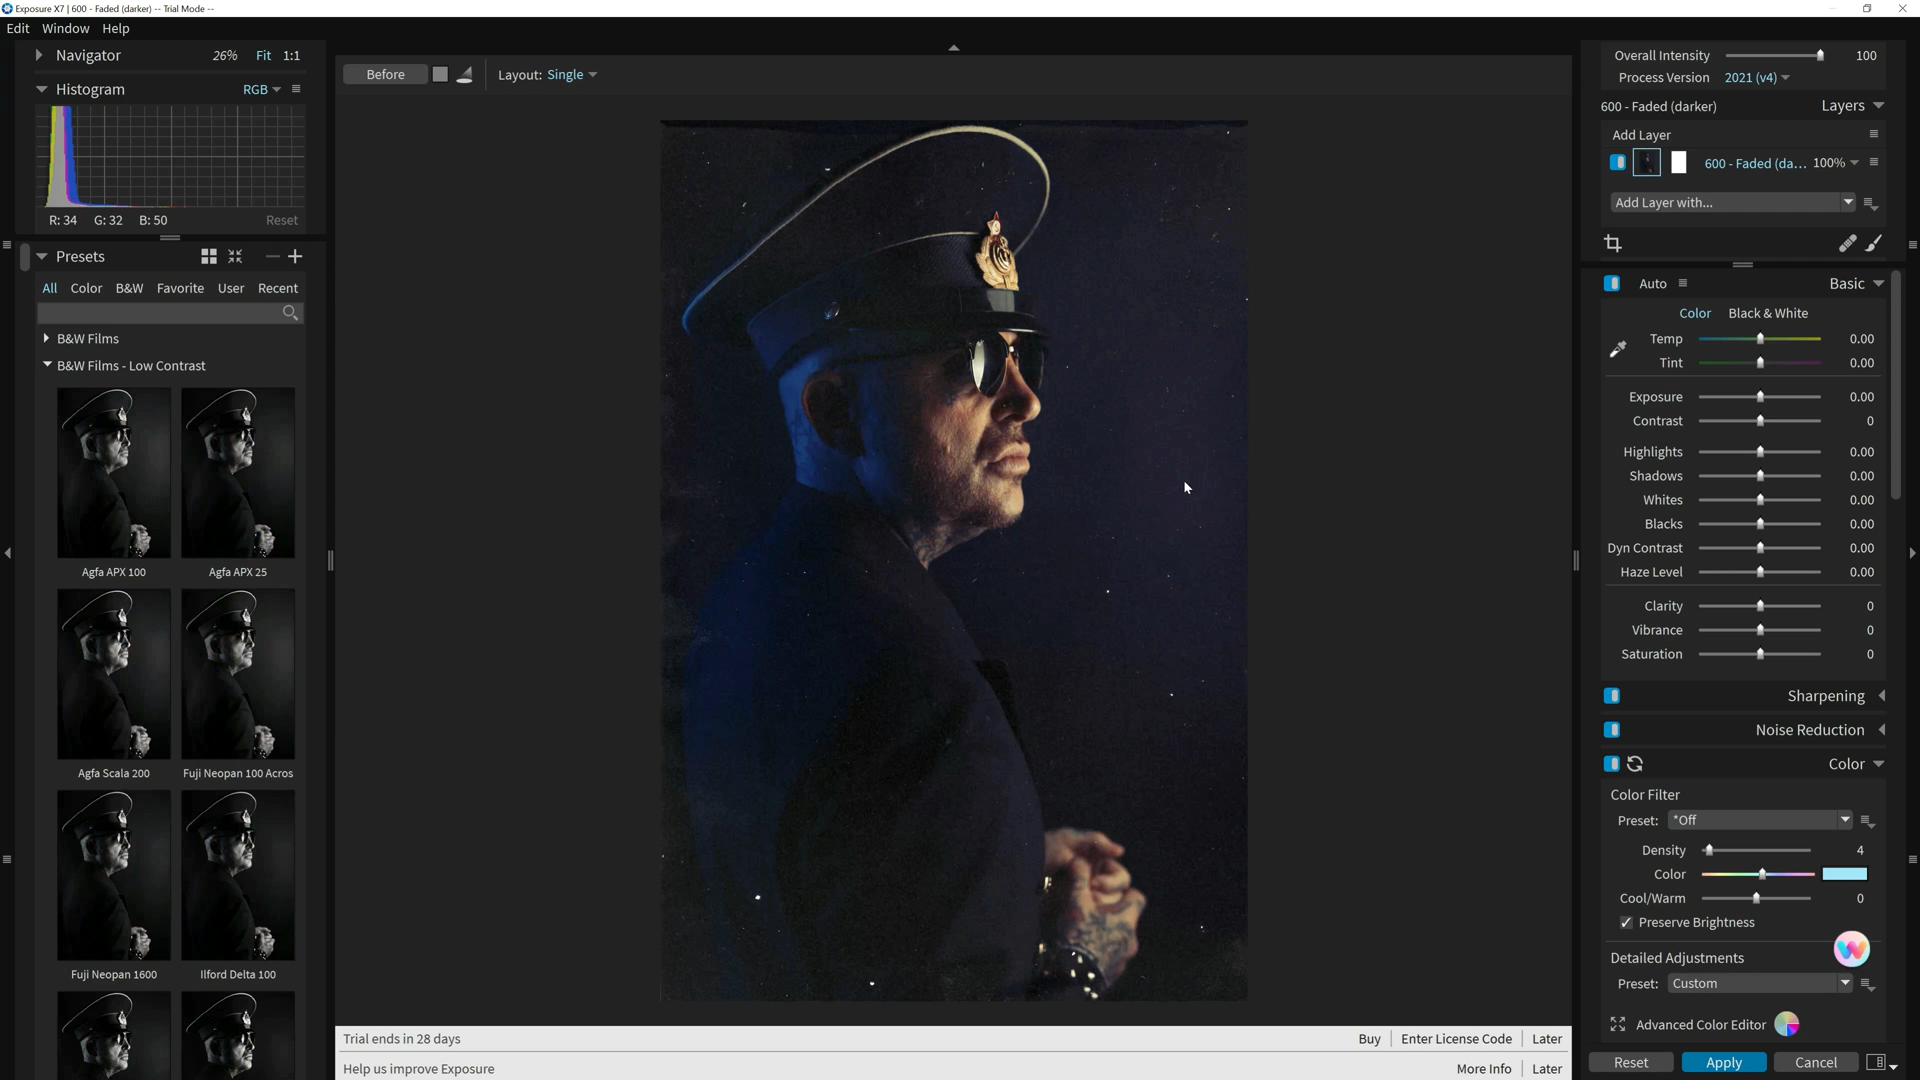 Exposure X7 | 600 - Faded (darker) -- Trial Mode --
Edit Window Help
Navigator 26% Fit 1:1
Histogram RGB
R: 34 G: 32 B: 50 Reset
Presets
All Color B&W Favorite User Recent
B&W Films
B&W Films - Low Contrast
Agfa APX 100 Agfa APX 25
Agfa Scala 200 Fuji Neopan 100 Acros
Fuji Neopan 1600 Ilford Delta 100
Before Layout: Single
Trial ends in 28 days Buy Enter License Code Later
Help us improve Exposure More Info Later
Overall Intensity 100
Process Version 2021 (v4)
600 - Faded (darker) Layers
Add Layer
600 - Faded (da... 100%
Add Layer with...
Auto Basic
Color Black & White
Temp 0.00
Tint 0.00
Exposure 0.00
Contrast 0
Highlights 0.00
Shadows 0.00
Whites 0.00
Blacks 0.00
Dyn Contrast 0.00
Haze Level 0.00
Clarity 0
Vibrance 0
Saturation 0
Sharpening
Noise Reduction
Color
Color Filter
Preset: *Off
Density 4
Color
Cool/Warm 0
Preserve Brightness
Detailed Adjustments
Preset: Custom
Advanced Color Editor
Reset Apply Cancel